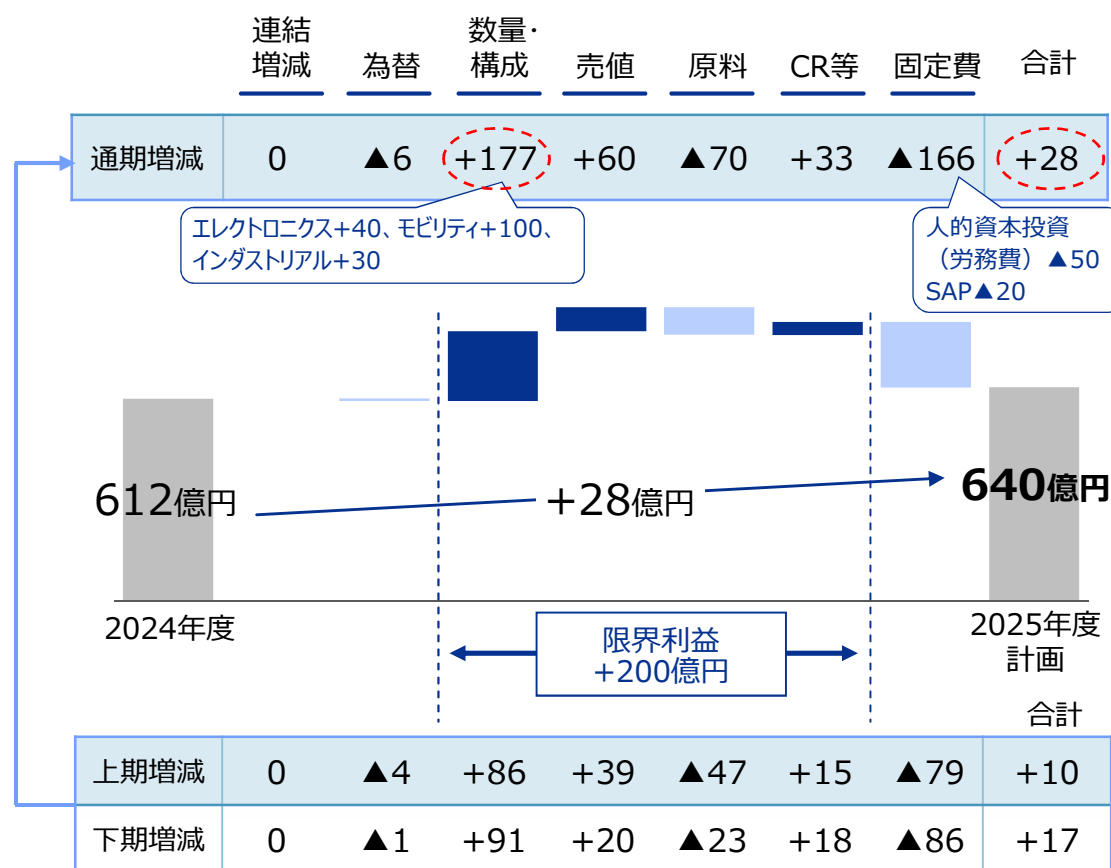 連結増減 為替 数量・構成 売値 原料 CR等 固定費 合計
通期増減 0 ▲6 +177 +60 ▲70 +33 ▲166 +28
エレクトロニクス+40、モビリティ+100、
インダストリアル+30
人的資本投資
（労務費）▲50
SAP▲20
612億円 +28億円 640億円
2024年度
2025年度
計画
限界利益
+200億円
合計
上期増減 0 ▲4 +86 +39 ▲47 +15 ▲79 +10
下期増減 0 ▲1 +91 +20 ▲23 +18 ▲86 +17